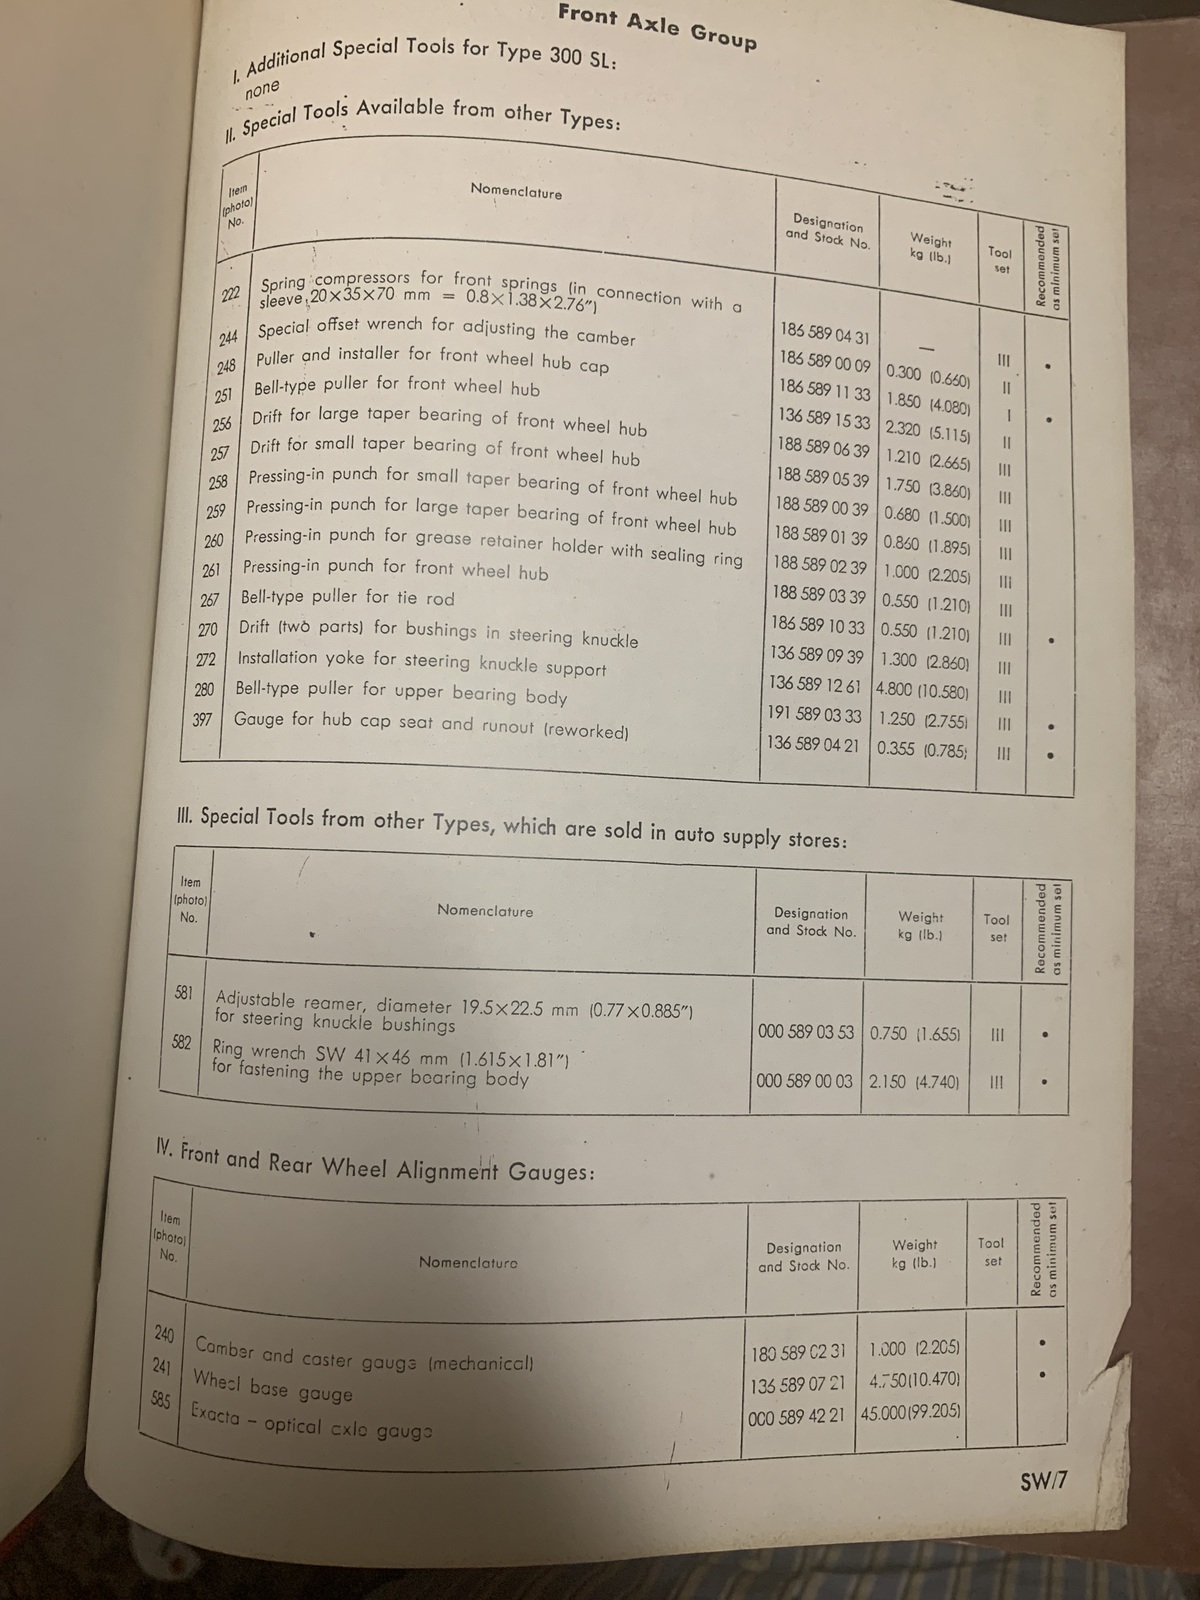 Front Axle Group
I. Additional Special Tools for Type 300 SL:
none
II. Special Tools Available from other Types:
Item (photo) No. Nomenclature Designation and Stock No. Weight kg (lb.) Tool set Recommended as minimum set
222 Spring compressors for front springs (in connection with a
sleeve 20×35×70 mm = 0.8×1.38×2.76″) 186 589 04 31 — III •
244 Special offset wrench for adjusting the camber 186 589 00 09 0.300 (0.660) II
248 Puller and installer for front wheel hub cap 186 589 11 33 1.850 (4.080) I •
251 Bell-type puller for front wheel hub 136 589 15 33 2.320 (5.115) II
256 Drift for large taper bearing of front wheel hub 188 589 06 39 1.210 (2.665) III
257 Drift for small taper bearing of front wheel hub 188 589 05 39 1.750 (3.860) III
258 Pressing-in punch for small taper bearing of front wheel hub 188 589 00 39 0.680 (1.500) III
259 Pressing-in punch for large taper bearing of front wheel hub 188 589 01 39 0.860 (1.895) III
260 Pressing-in punch for grease retainer holder with sealing ring 188 589 02 39 1.000 (2.205) III
261 Pressing-in punch for front wheel hub 188 589 03 39 0.550 (1.210) III
267 Bell-type puller for tie rod 186 589 10 33 0.550 (1.210) III •
270 Drift (two parts) for bushings in steering knuckle 136 589 09 39 1.300 (2.860) III
272 Installation yoke for steering knuckle support 136 589 12 61 4.800 (10.580) III
280 Bell-type puller for upper bearing body 191 589 03 33 1.250 (2.755) III •
397 Gauge for hub cap seat and runout (reworked) 136 589 04 21 0.355 (0.785) III •
III. Special Tools from other Types, which are sold in auto supply stores:
Item (photo) No. Nomenclature Designation and Stock No. Weight kg (lb.) Tool set Recommended as minimum set
581 Adjustable reamer, diameter 19.5×22.5 mm (0.77×0.885″)
for steering knuckle bushings 000 589 03 53 0.750 (1.655) III •
582 Ring wrench SW 41×46 mm (1.615×1.81″)
for fastening the upper bearing body 000 589 00 03 2.150 (4.740) III •
IV. Front and Rear Wheel Alignment Gauges:
Item (photo) No. Nomenclature Designation and Stock No. Weight kg (lb.) Tool set Recommended as minimum set
240 Camber and caster gauge (mechanical) 180 589 02 31 1.000 (2.205) •
241 Wheel base gauge 136 589 07 21 4.750 (10.470) •
585 Exacta – optical axle gauge 000 589 42 21 45.000 (99.205)
SW/7